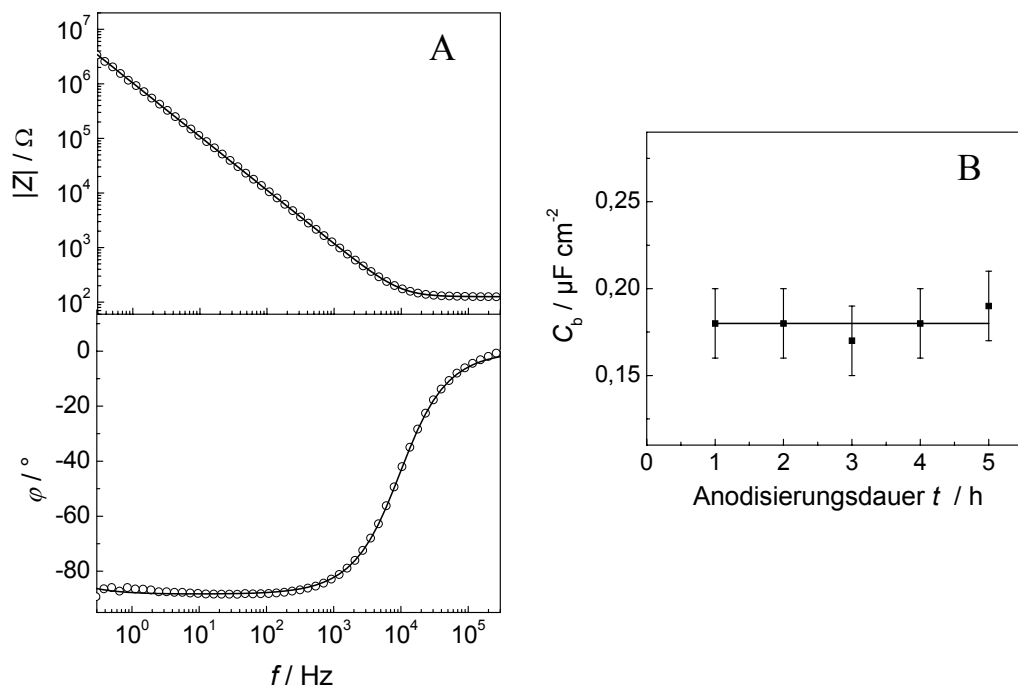 A
|Z| / Ω
10⁷
10⁶
10⁵
10⁴
10³
10²
φ / °
0
-20
-40
-60
-80
10⁰ 10¹ 10² 10³ 10⁴ 10⁵
f / Hz
B
C_b / µF cm⁻²
0,25
0,20
0,15
0 1 2 3 4 5
Anodisierungsdauer t / h